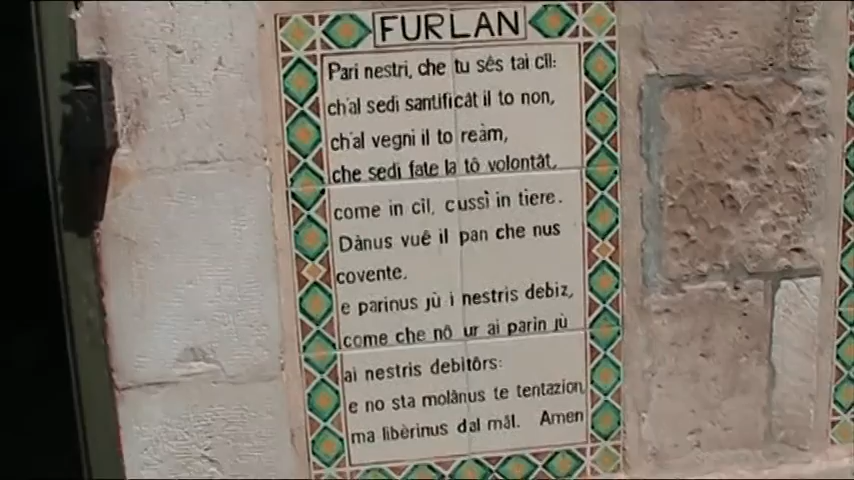 FURLAN
Pari nestri, che tu sês tai cîl:
ch'al sedi santificât il to non,
ch'al vegni il to reàm,
che sedi fate la tô volontât,
come in cîl, cussì in tiere.
Dànus vuê il pan che nus
covente.
e parinus jù i nestris debiz,
come che nô ur ai parìn jù
ai nestris debitôrs:
e no sta molânus te tentazion,
ma libèrinus dal mâl. Amen